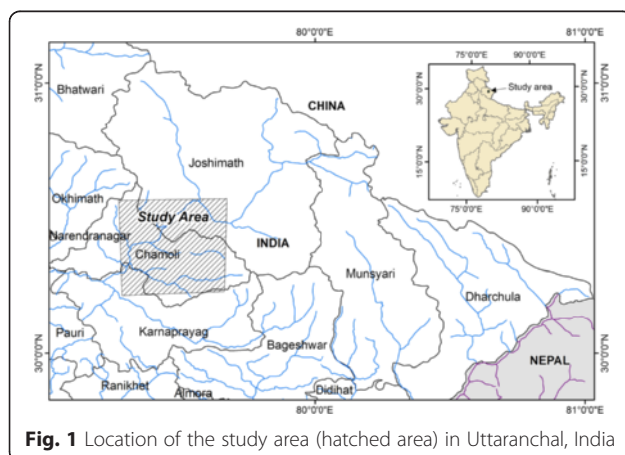 80°0'0"E
81°0'0"E
75°0'0"E
90°0'0"E
31°0'0"N
31°0'0"N
Bhatwari
CHINA
Study area
30°0'0"N
30°0'0"N
Joshimath
15°0'0"N
15°0'0"N
Okhimath
75°0'0"E
90°0'0"E
Study Area
Narendranagar
INDIA
Chamoli
Munsyari
Dharchula
Pauri
Karnaprayag
Bageshwar
30°0'0"N
30°0'0"N
NEPAL
Ranikhet
Almora
Didihat
80°0'0"E
81°0'0"E
Fig. 1 Location of the study area (hatched area) in Uttaranchal, India